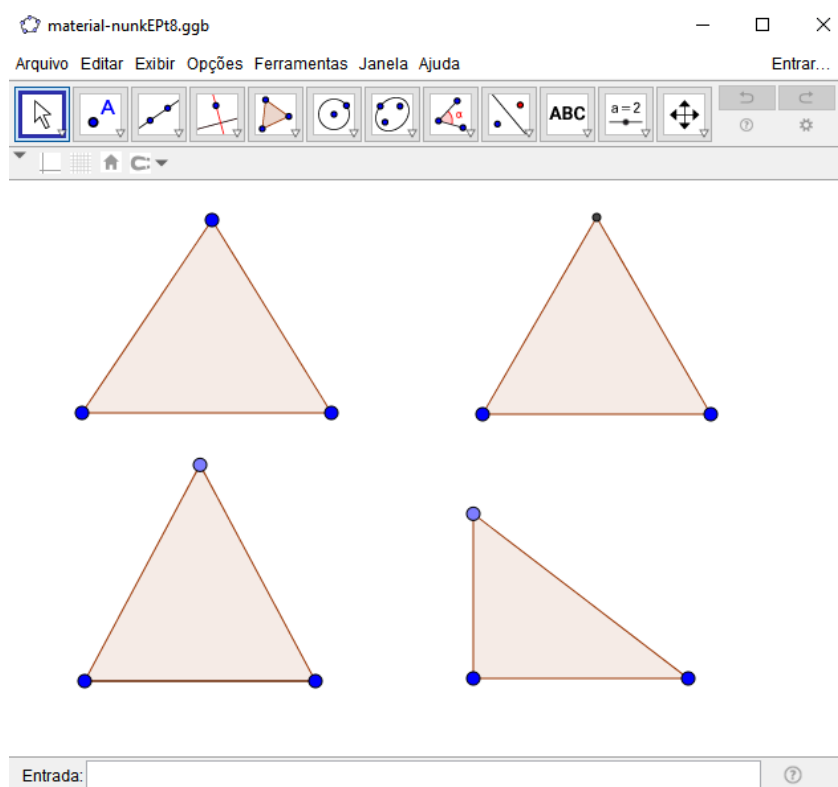 material-nunkEPt8.ggb
Arquivo Editar Exibir Opções Ferramentas Janela Ajuda Entrar...
A α ABC a=2
Entrada: